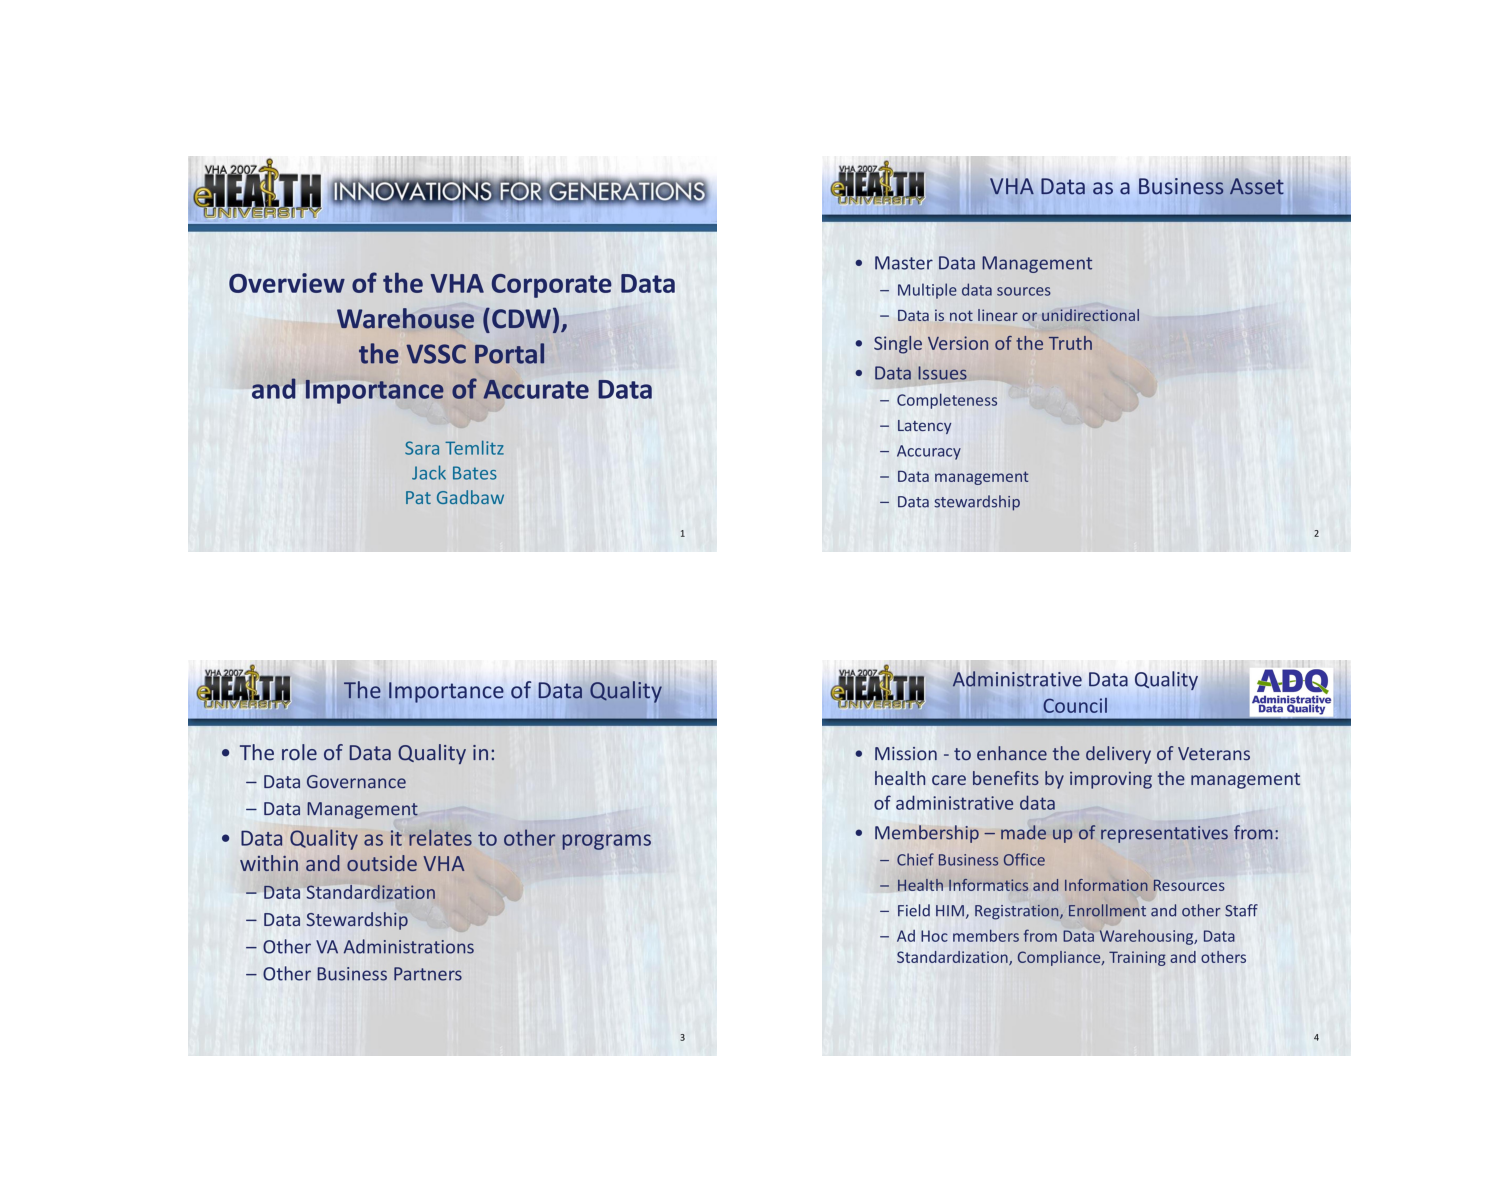 VHA 2007
eHEALTH
UNIVERSITY
INNOVATIONS FOR GENERATIONS
Overview of the VHA Corporate Data
Warehouse (CDW),
the VSSC Portal
and Importance of Accurate Data
Sara Temlitz
Jack Bates
Pat Gadbaw
1
VHA 2007
eHEALTH
UNIVERSITY
VHA Data as a Business Asset
• Master Data Management
– Multiple data sources
– Data is not linear or unidirectional
• Single Version of the Truth
• Data Issues
– Completeness
– Latency
– Accuracy
– Data management
– Data stewardship
2
VHA 2007
eHEALTH
UNIVERSITY
The Importance of Data Quality
• The role of Data Quality in:
– Data Governance
– Data Management
• Data Quality as it relates to other programs
within and outside VHA
– Data Standardization
– Data Stewardship
– Other VA Administrations
– Other Business Partners
3
VHA 2007
eHEALTH
UNIVERSITY
Administrative Data Quality
Council
ADQ
Administrative
Data Quality
• Mission - to enhance the delivery of Veterans
health care benefits by improving the management
of administrative data
• Membership – made up of representatives from:
– Chief Business Office
– Health Informatics and Information Resources
– Field HIM, Registration, Enrollment and other Staff
– Ad Hoc members from Data Warehousing, Data
Standardization, Compliance, Training and others
4